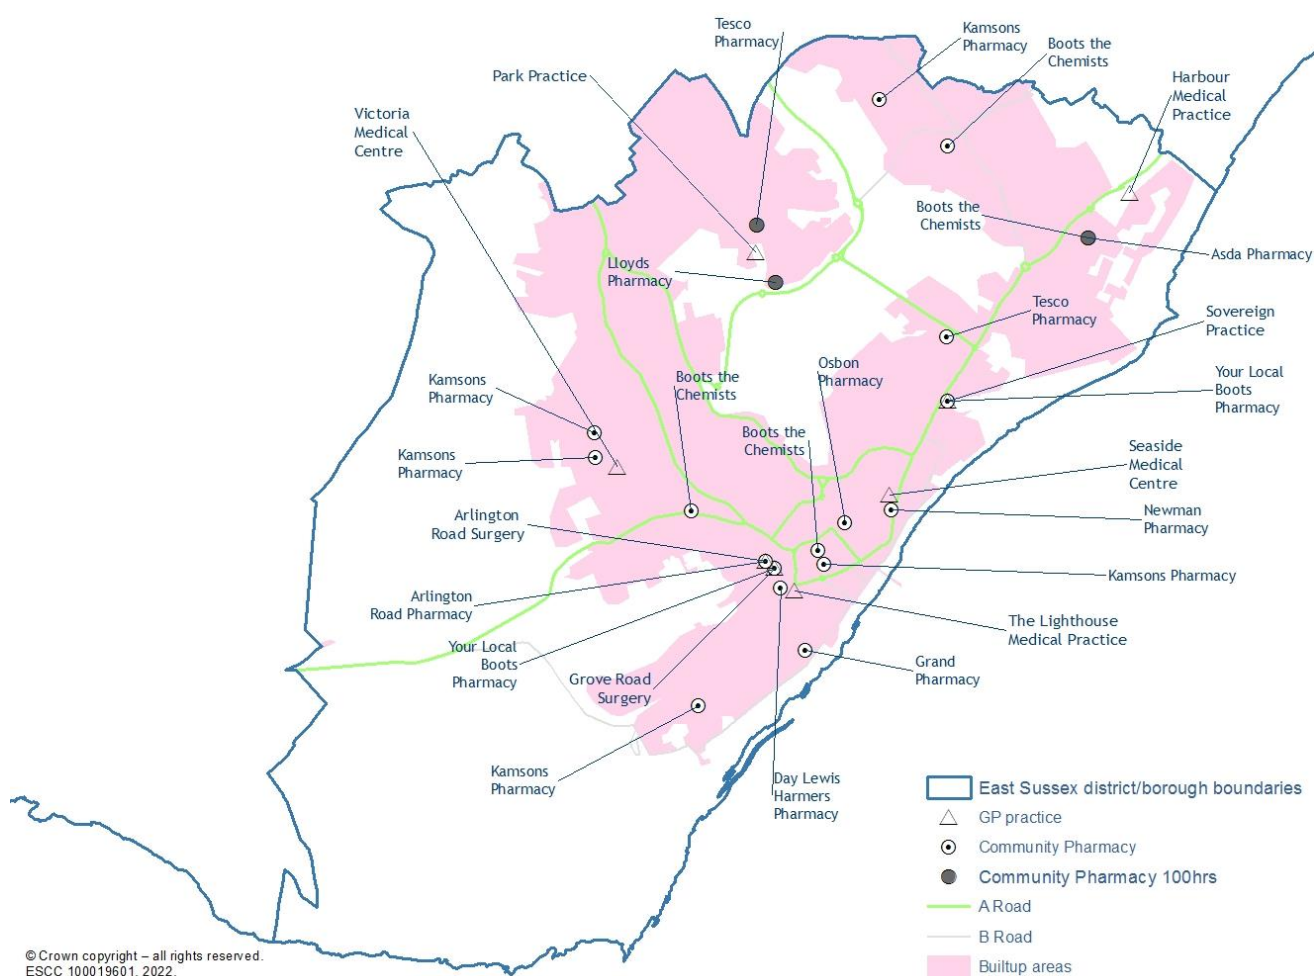 Tesco
Pharmacy
Kamsons
Pharmacy
Boots the
Chemists
Park Practice
Harbour
Medical
Practice
Victoria
Medical
Centre
Boots the
Chemists
Asda Pharmacy
Lloyds
Pharmacy
Tesco
Pharmacy
Sovereign
Practice
Osbon
Pharmacy
Your Local
Boots
Pharmacy
Kamsons
Pharmacy
Boots the
Chemists
Boots the
Chemists
Kamsons
Pharmacy
Seaside
Medical
Centre
Arlington
Road Surgery
Newman
Pharmacy
Kamsons Pharmacy
Arlington
Road Pharmacy
The Lighthouse
Medical Practice
Your Local
Boots
Pharmacy
Grove Road
Surgery
Grand
Pharmacy
Kamsons
Pharmacy
Day Lewis
Harmers
Pharmacy
East Sussex district/borough boundaries
GP practice
Community Pharmacy
Community Pharmacy 100hrs
A Road
B Road
Builtup areas
© Crown copyright – all rights reserved.
ESCC 100019601, 2022.